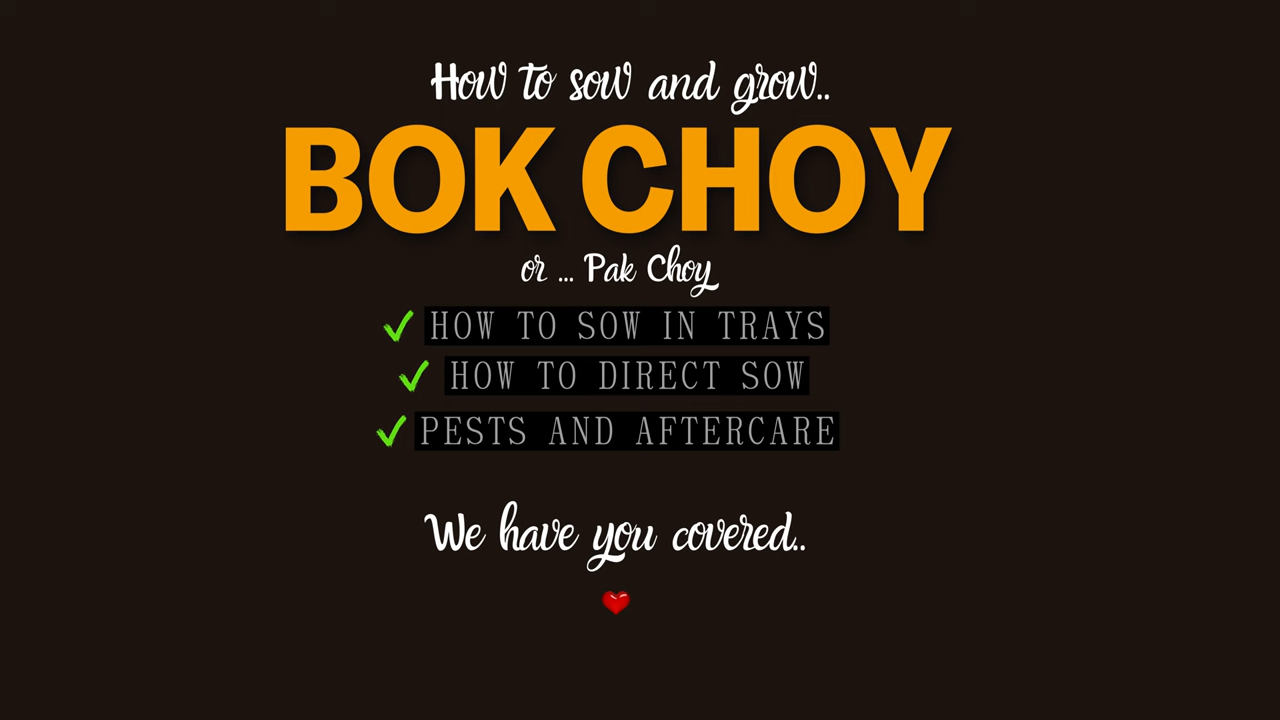 How to sow and grow..
BOK CHOY
or ... Pak Choy
HOW TO SOW IN TRAYS
HOW TO DIRECT SOW
PESTS AND AFTERCARE
We have you covered..